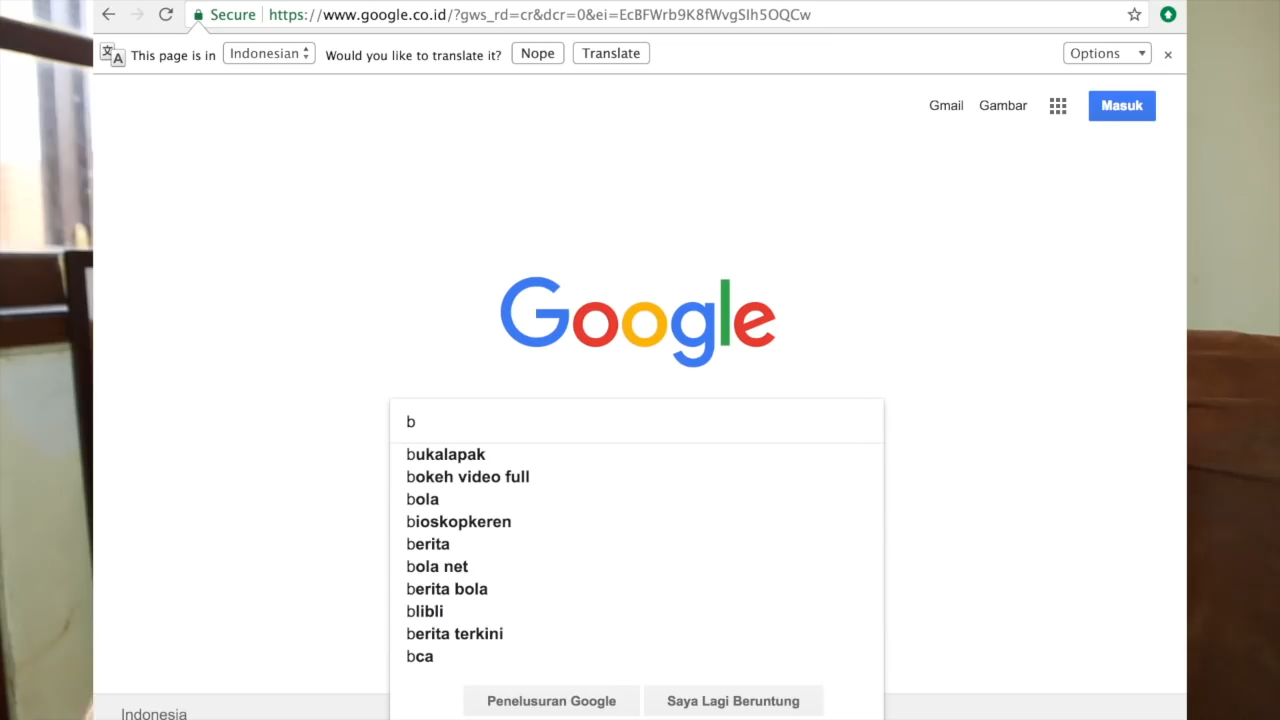 Secure https://www.google.co.id/?gws_rd=cr&dcr=0&ei=EcBFWrb9K8fWvgSIh5OQCw
This page is in Indonesian Would you like to translate it? Nope Translate Options
Gmail Gambar Masuk
Google
b
bukalapak
bokeh video full
bola
bioskopkeren
berita
bola net
berita bola
blibli
berita terkini
bca
Penelusuran Google Saya Lagi Beruntung
Indonesia